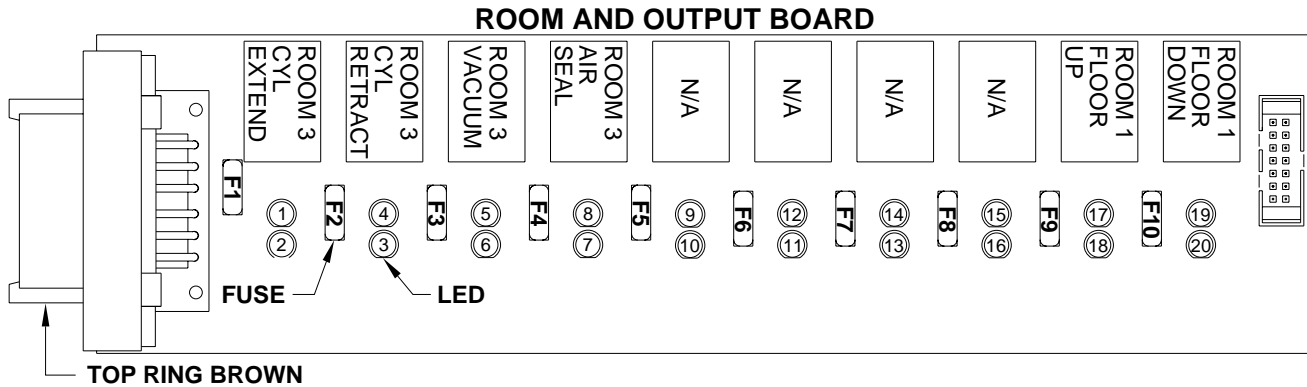 ROOM AND OUTPUT BOARD
ROOM 3
CYL
EXTEND
ROOM 3
CYL
RETRACT
ROOM 3
VACUUM
ROOM 3
AIR
SEAL
N/A
N/A
N/A
N/A
ROOM 1
FLOOR
UP
ROOM 1
FLOOR
DOWN
F1
1
2
F2
4
3
F3
5
6
F4
8
7
F5
9
10
F6
12
11
F7
14
13
F8
15
16
F9
17
18
F10
19
20
FUSE
LED
TOP RING BROWN